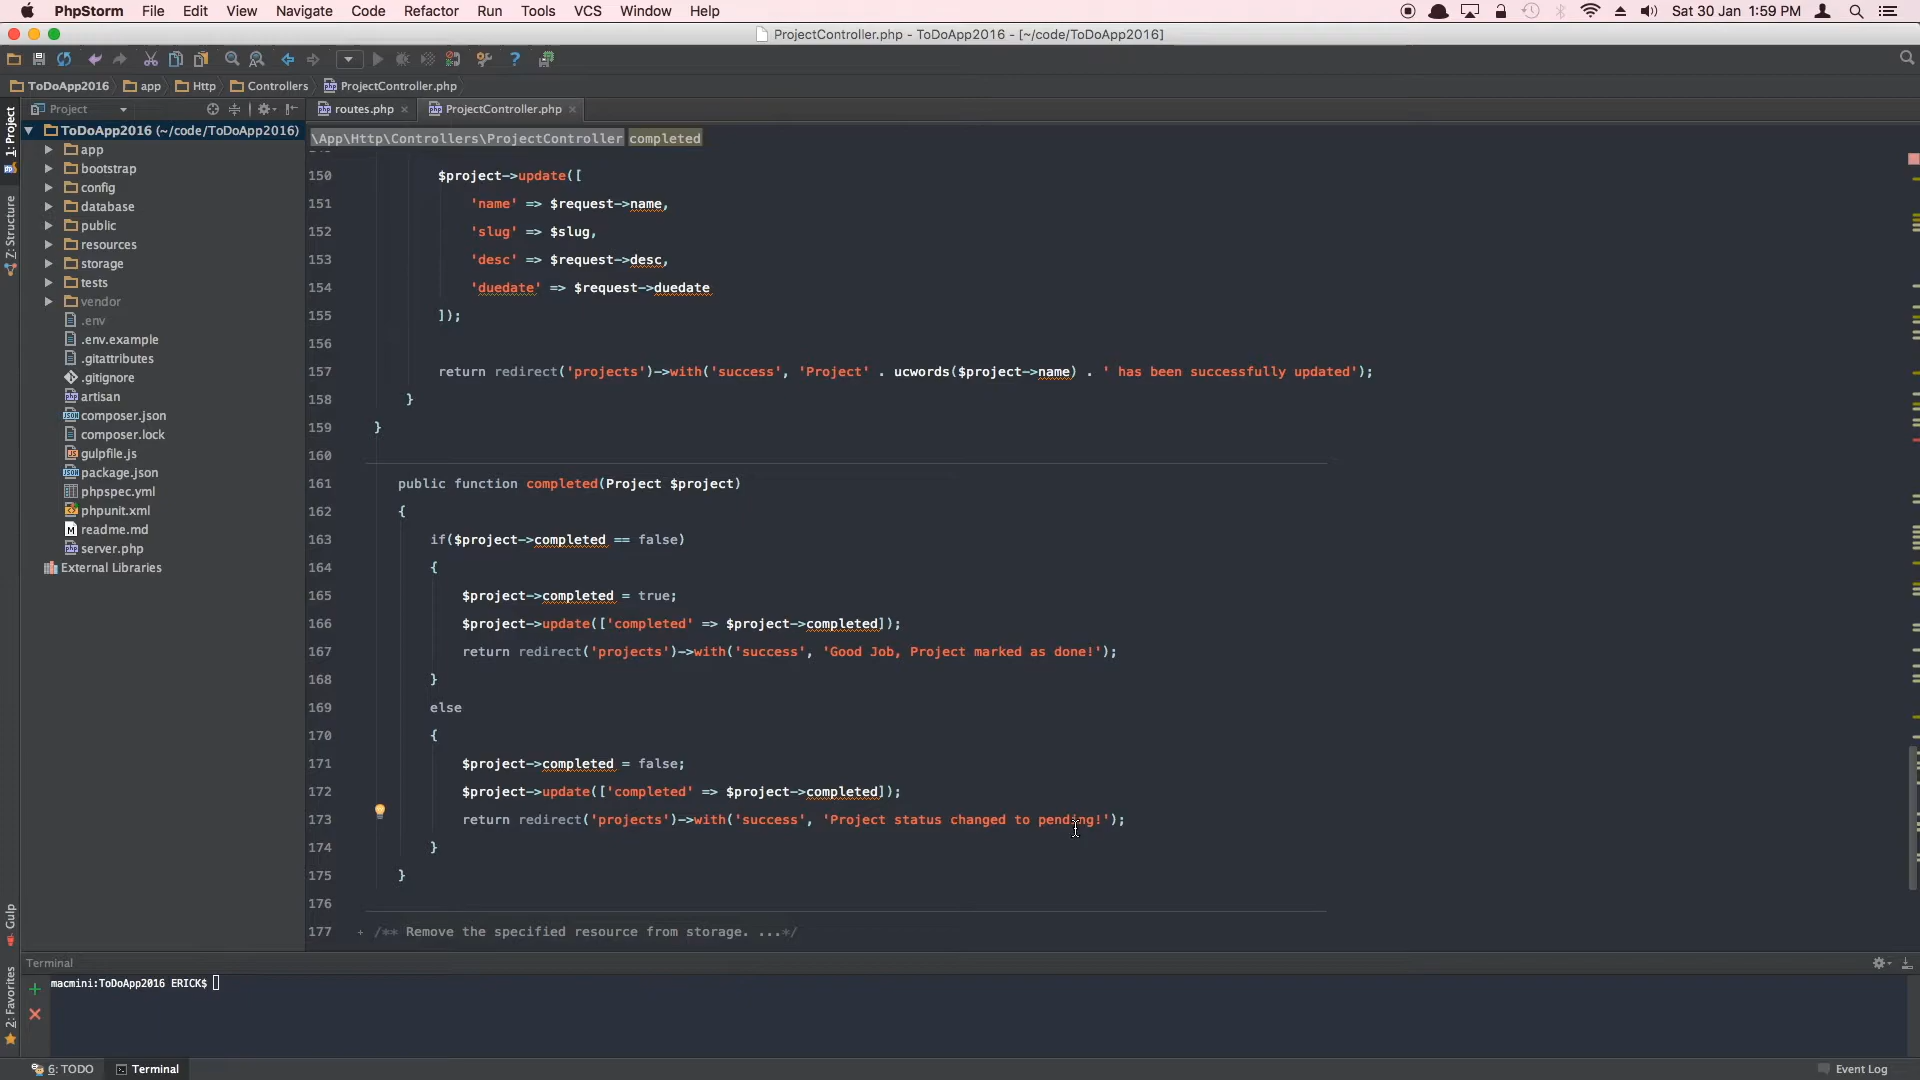 PhpStorm File Edit View Navigate Code Refactor Run Tools VCS Window Help Sat 30 Jan 1:59 PM
ProjectController.php - ToDoApp2016 - [~/code/ToDoApp2016]
ToDoApp2016 app Http Controllers ProjectController.php
Project routes.php ProjectController.php
\App\Http\Controllers\ProjectController completed
1: Project
Z: Structure
Gulp
2: Favorites
ToDoApp2016 (~/code/ToDoApp2016)
app
bootstrap
config
database
public
resources
storage
tests
vendor
.env
.env.example
.gitattributes
.gitignore
artisan
composer.json
composer.lock
gulpfile.js
package.json
phpspec.yml
phpunit.xml
readme.md
server.php
External Libraries
150 $project->update([
151 'name' => $request->name,
152 'slug' => $slug,
153 'desc' => $request->desc,
154 'duedate' => $request->duedate
155 ]);
156
157 return redirect('projects')->with('success', 'Project' . ucwords($project->name) . ' has been successfully updated');
158 }
159 }
160
161 public function completed(Project $project)
162 {
163 if($project->completed == false)
164 {
165 $project->completed = true;
166 $project->update(['completed' => $project->completed]);
167 return redirect('projects')->with('success', 'Good Job, Project marked as done!');
168 }
169 else
170 {
171 $project->completed = false;
172 $project->update(['completed' => $project->completed]);
173 return redirect('projects')->with('success', 'Project status changed to pending!');
174 }
175 }
176
177 + /** Remove the specified resource from storage. ...*/
Terminal
macmini:ToDoApp2016 ERICK$
6: TODO Terminal Event Log